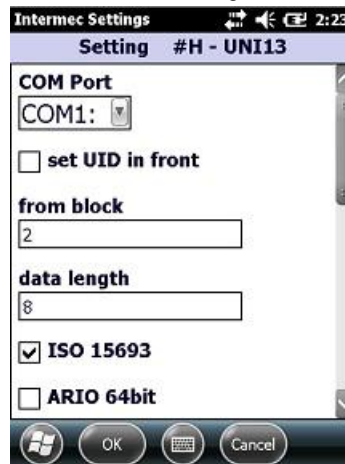 Intermec Settings 2:23
Setting #H - UNI13
COM Port
COM1:
set UID in front
from block
2
data length
8
ISO 15693
ARIO 64bit
OK Cancel